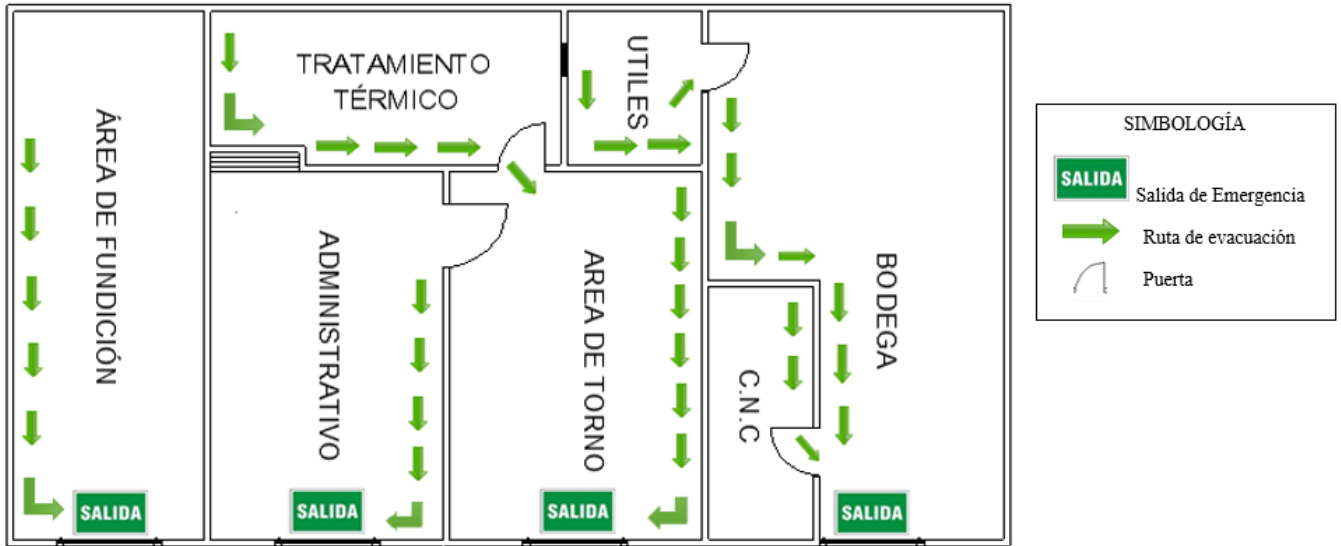 ÁREA DE FUNDICIÓN
TRATAMIENTO
TÉRMICO
UTILES
ADMINISTRATIVO
AREA DE TORNO
C.N.C
BODEGA
SALIDA
SALIDA
SALIDA
SALIDA
SIMBOLOGÍA
SALIDA
Salida de Emergencia
Ruta de evacuación
Puerta